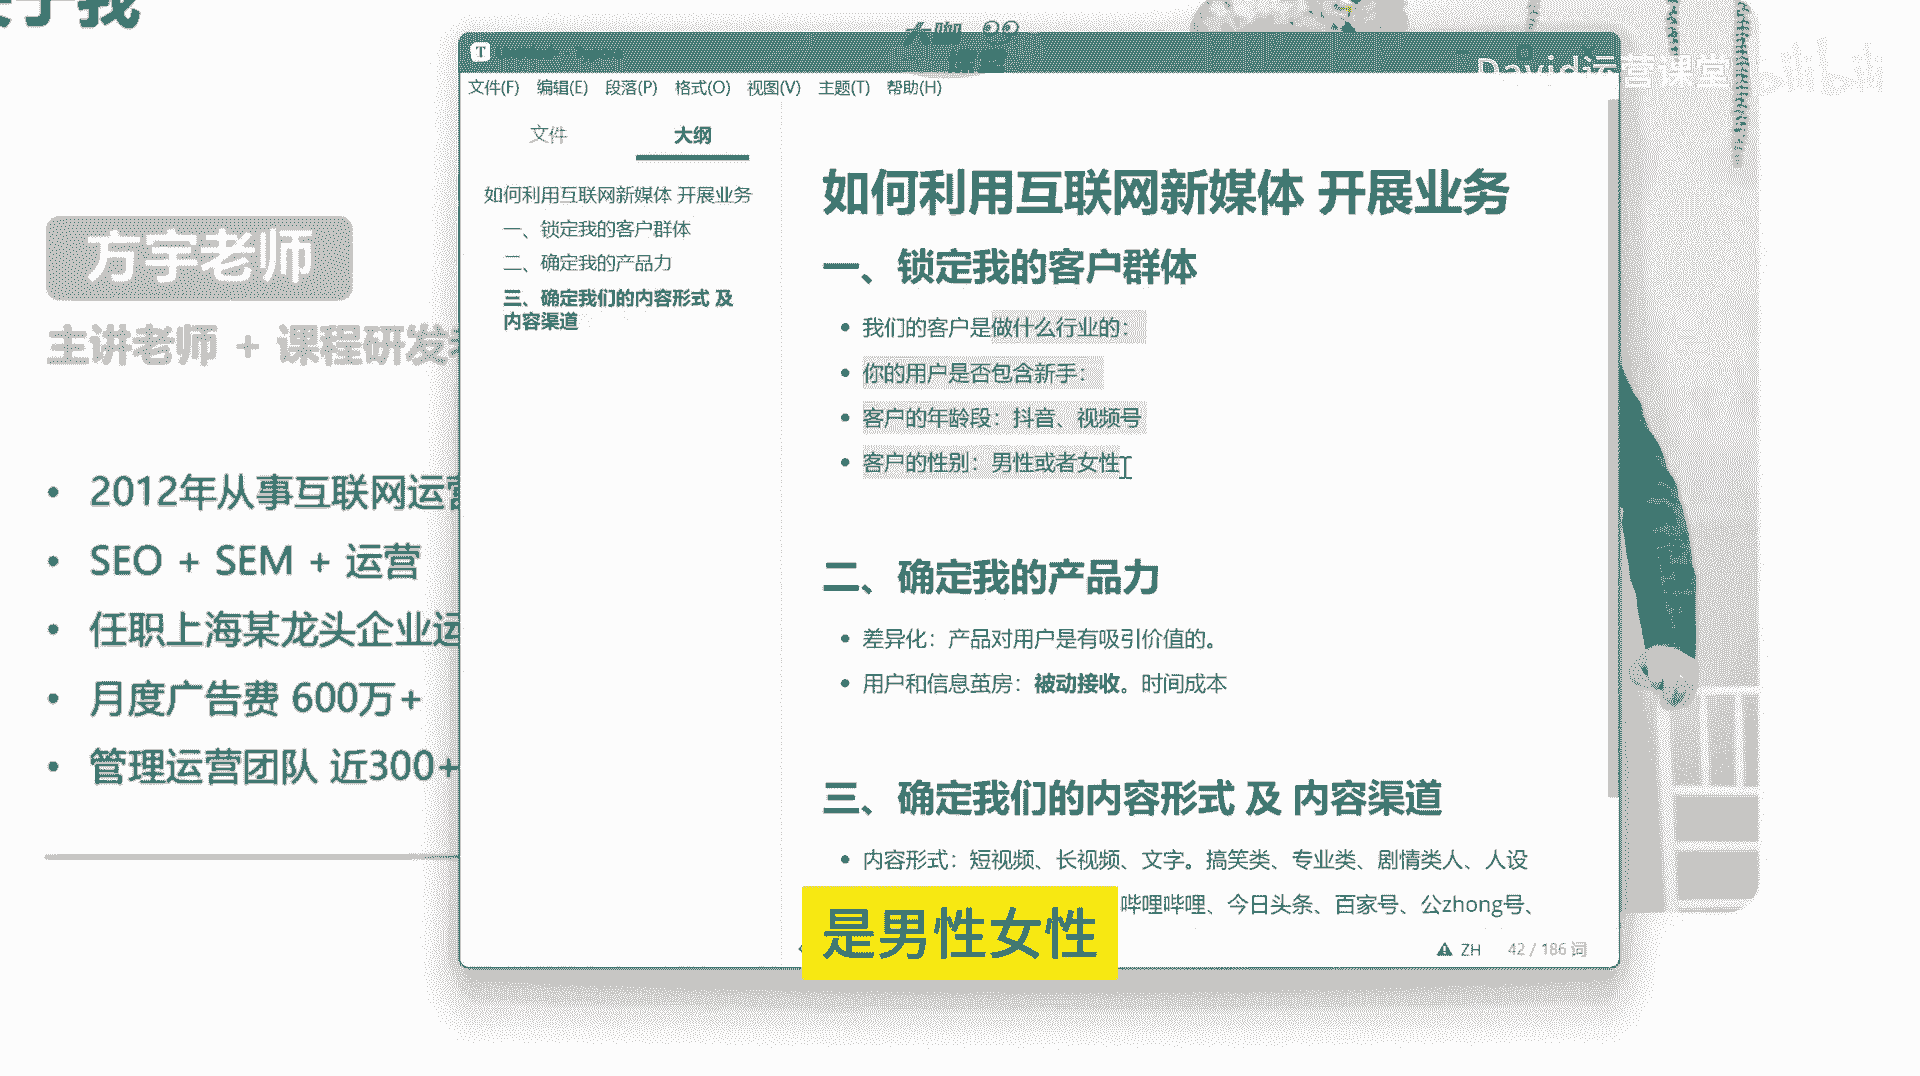 于我
方宇老师
主讲老师 + 课程研发
2012年从事互联网运营
SEO + SEM + 运营
任职上海某龙头企业运
月度广告费 600万+
管理运营团队 近300+
David运营课堂
bilibili
T
文件(F) 编辑(E) 段落(P) 格式(O) 视图(V) 主题(T) 帮助(H)
文件 大纲
如何利用互联网新媒体 开展业务
一、锁定我的客户群体
二、确定我的产品力
三、确定我们的内容形式 及
内容渠道
如何利用互联网新媒体 开展业务
一、锁定我的客户群体
我们的客户是做什么行业的：
你的用户是否包含新手：
客户的年龄段：抖音、视频号
客户的性别：男性或者女性
二、确定我的产品力
差异化：产品对用户是有吸引价值的。
用户和信息茧房：被动接收。时间成本
三、确定我们的内容形式 及 内容渠道
内容形式：短视频、长视频、文字。搞笑类、专业类、剧情类人、人设
哔哩哔哩、今日头条、百家号、公zhong号、
是男性女性
ZH 42 / 186 词